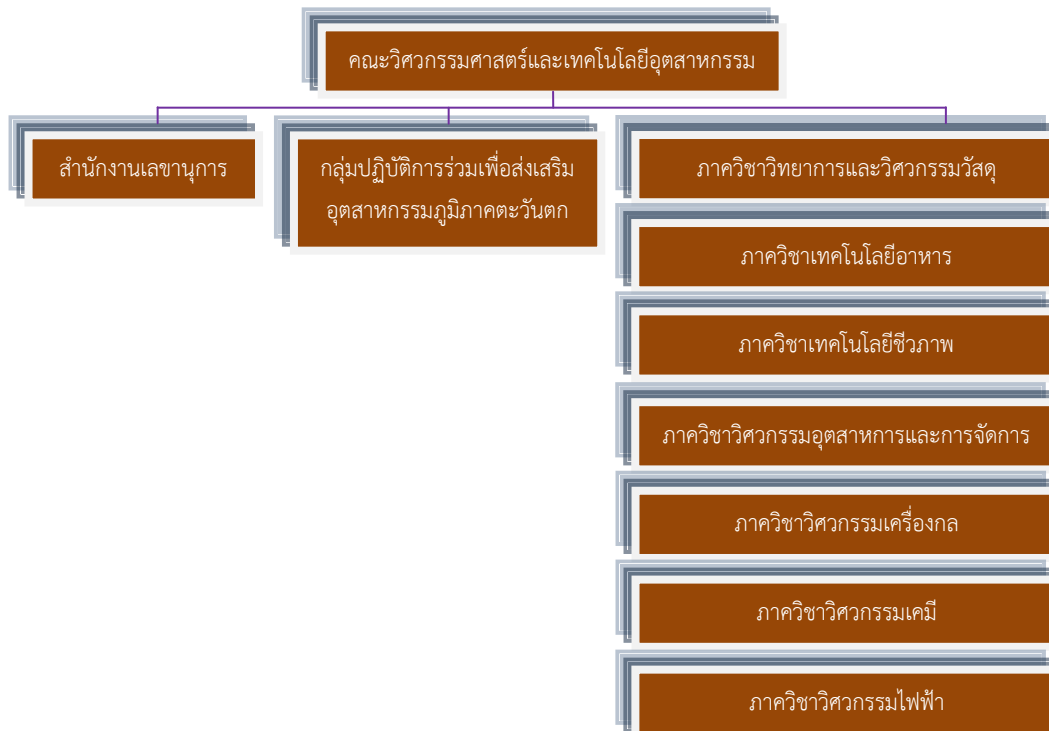 คณะวิศวกรรมศาสตร์และเทคโนโลยีอุตสาหกรรม
สำนักงานเลขานุการ
กลุ่มปฏิบัติการร่วมเพื่อส่งเสริม
อุตสาหกรรมภูมิภาคตะวันตก
ภาควิชาวิทยาการและวิศวกรรมวัสดุ
ภาควิชาเทคโนโลยีอาหาร
ภาควิชาเทคโนโลยีชีวภาพ
ภาควิชาวิศวกรรมอุตสาหการและการจัดการ
ภาควิชาวิศวกรรมเครื่องกล
ภาควิชาวิศวกรรมเคมี
ภาควิชาวิศวกรรมไฟฟ้า